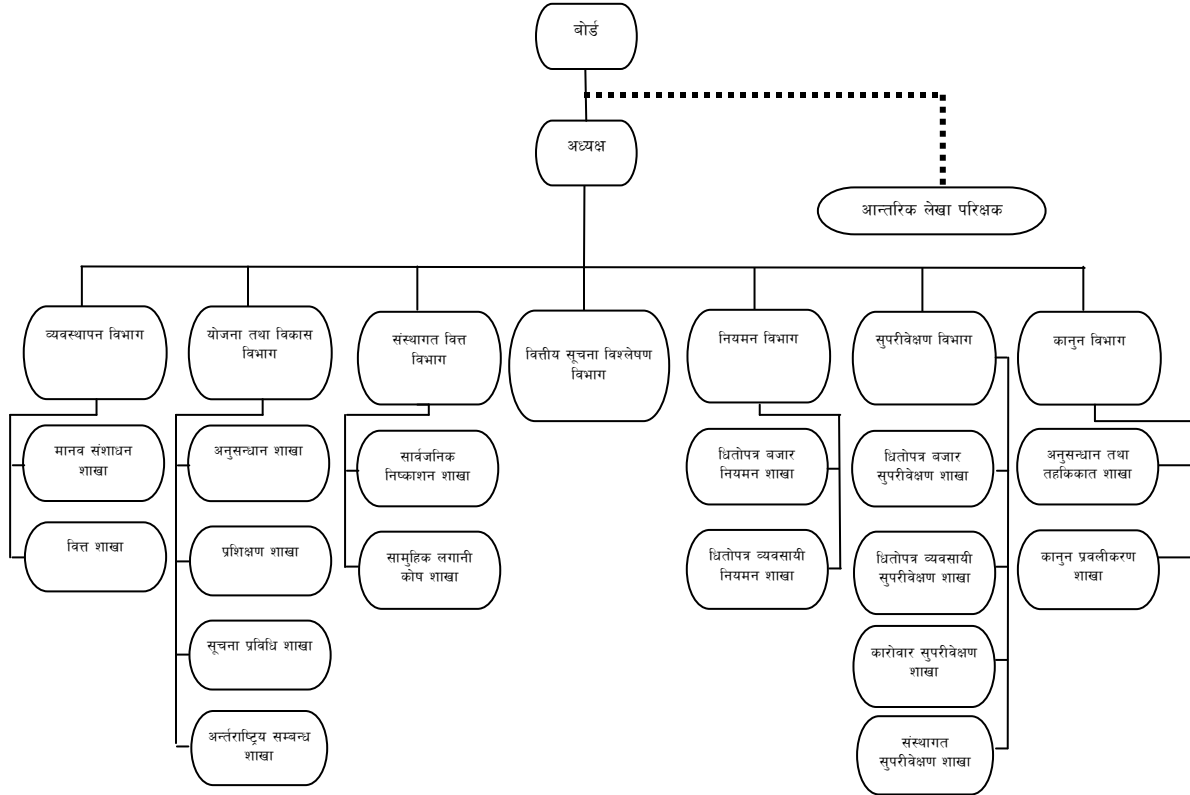 बोर्ड
अध्यक्ष
आन्तरिक लेखा परिक्षक
व्यवस्थापन विभाग
योजना तथा विकास
विभाग
संस्थागत वित्त
विभाग
वित्तीय सूचना विश्लेषण
विभाग
नियमन विभाग
सुपरीवेक्षण विभाग
कानुन विभाग
मानव संशाधन
शाखा
वित्त शाखा
अनुसन्धान शाखा
प्रशिक्षण शाखा
सूचना प्रविधि शाखा
अर्न्तराष्ट्रिय सम्बन्ध
शाखा
सार्वजनिक
निष्काशन शाखा
सामुहिक लगानी
कोष शाखा
धितोपत्र बजार
नियमन शाखा
धितोपत्र व्यवसायी
नियमन शाखा
धितोपत्र बजार
सुपरीवेक्षण शाखा
धितोपत्र व्यवसायी
सुपरीवेक्षण शाखा
कारोवार सुपरीवेक्षण
शाखा
संस्थागत
सुपरीवेक्षण शाखा
अनुसन्धान तथा
तहकिकात शाखा
कानुन प्रवलीकरण
शाखा